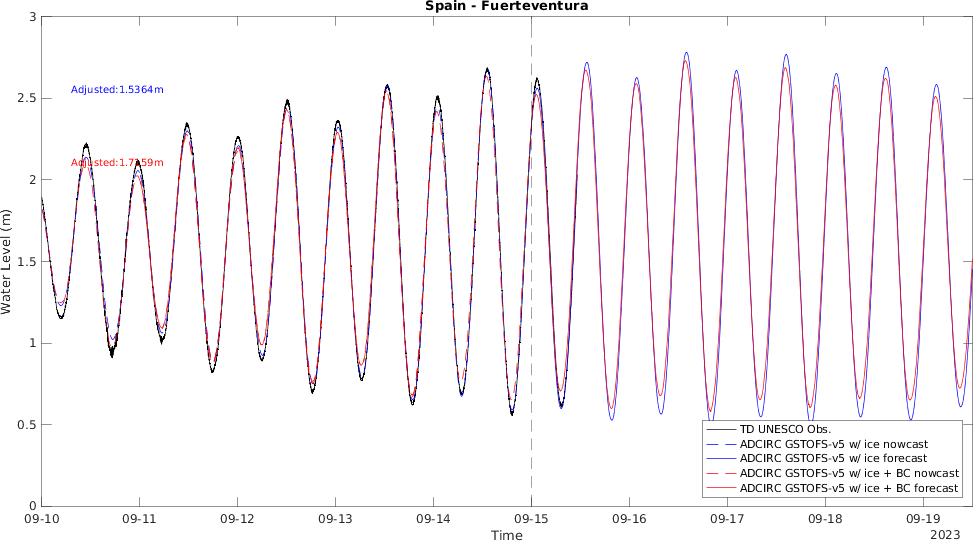 Spain - Fuerteventura
3
2.5
2
1.5
1
0.5
0
Water Level (m)
Adjusted:1.5364m
Adjusted:1.7759m
09-10
09-11
09-12
09-13
09-14
09-15
09-16
09-17
09-18
09-19
Time
2023
TD UNESCO Obs.
ADCIRC GSTOFS-v5 w/ ice nowcast
ADCIRC GSTOFS-v5 w/ ice forecast
ADCIRC GSTOFS-v5 w/ ice + BC nowcast
ADCIRC GSTOFS-v5 w/ ice + BC forecast